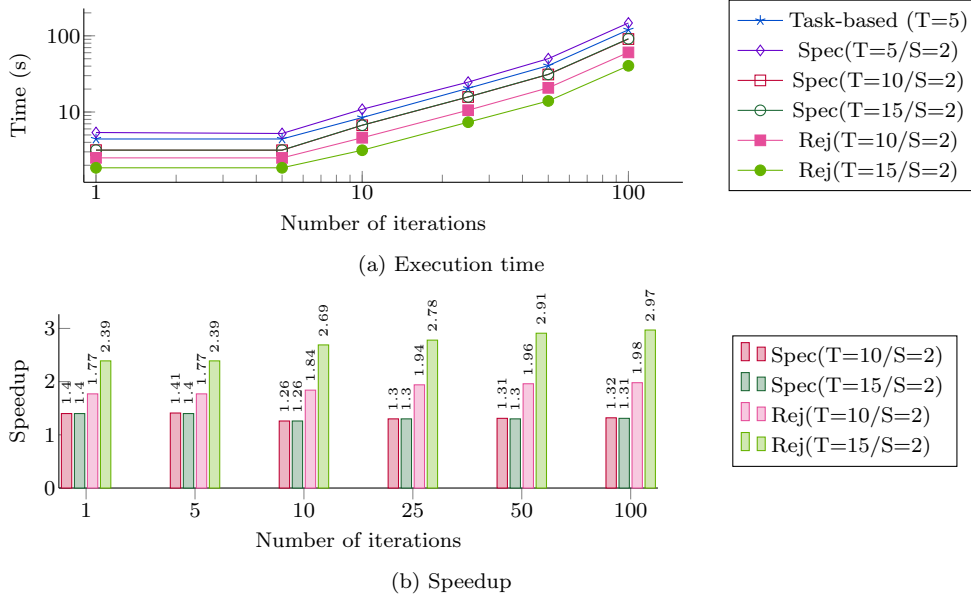 Time (s)
100
10
1
10
100
Number of iterations
Task-based (T=5)
Spec(T=5/S=2)
Spec(T=10/S=2)
Spec(T=15/S=2)
Rej(T=10/S=2)
Rej(T=15/S=2)
(a) Execution time
Speedup
3
2
1
0
1.4
1.4
1.77
2.39
1.41
1.4
1.77
2.39
1.26
1.26
1.84
2.69
1.3
1.3
1.94
2.78
1.31
1.3
1.96
2.91
1.32
1.31
1.98
2.97
1
5
10
25
50
100
Number of iterations
Spec(T=10/S=2)
Spec(T=15/S=2)
Rej(T=10/S=2)
Rej(T=15/S=2)
(b) Speedup